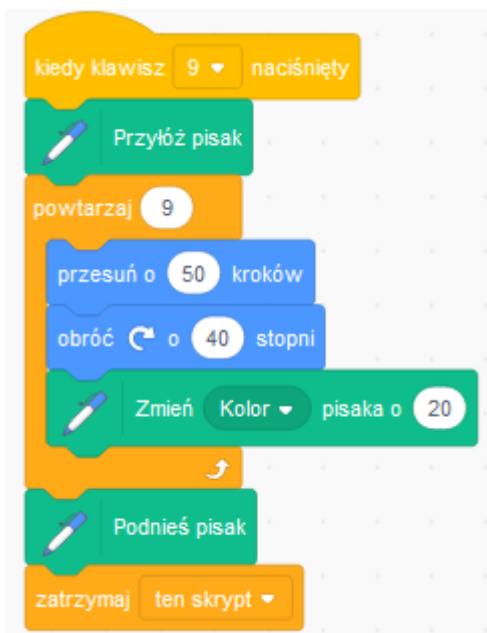 kiedy klawisz 9 naciśnięty
Przyłóż pisak
powtarzaj 9
przesuń o 50 kroków
obróć o 40 stopni
Zmień Kolor pisaka o 20
Podnieś pisak
zatrzymaj ten skrypt